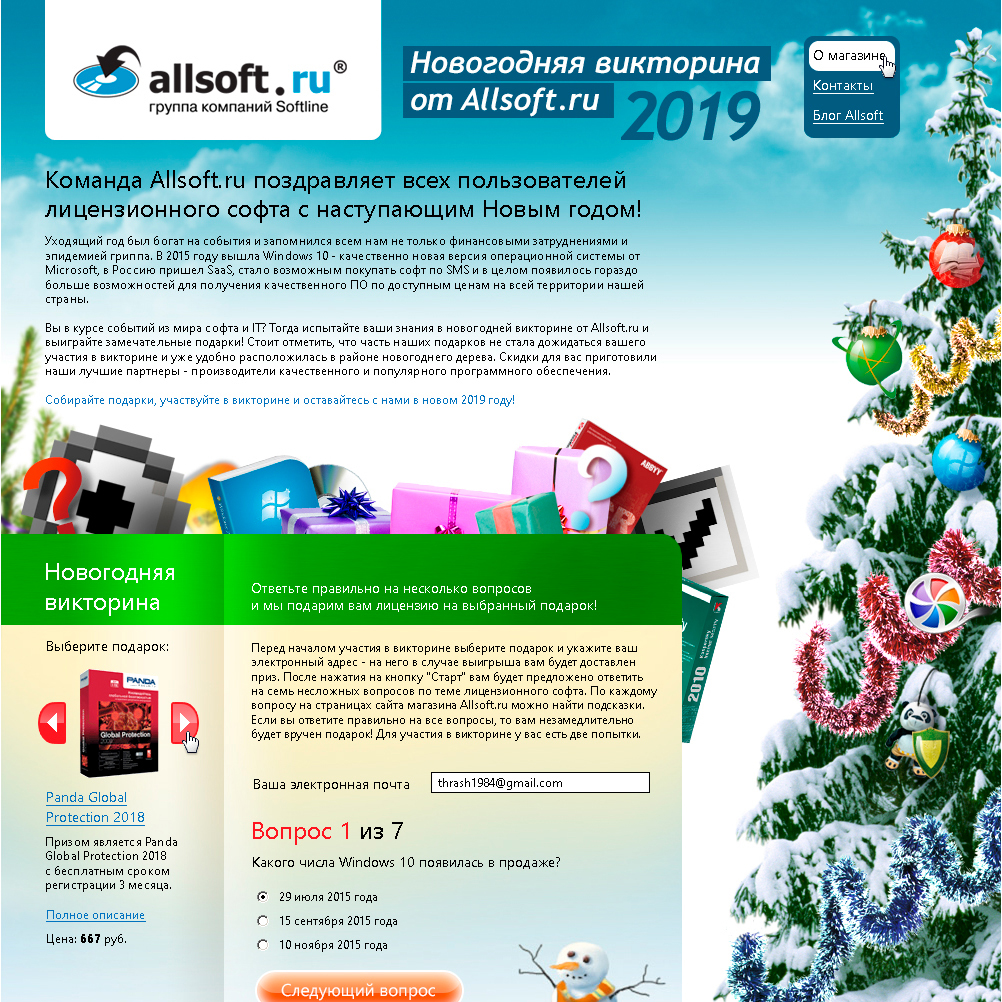 allsoft.ru®
группа компаний Softline
Новогодняя викторина
от Allsoft.ru
2019
О магазине
Контакты
Блог Allsoft
Команда Allsoft.ru поздравляет всех пользователей
лицензионного софта с наступающим Новым годом!
Уходящий год был богат на события и запомнился всем нам не только финансовыми затруднениями и
эпидемией гриппа. В 2015 году вышла Windows 10 - качественно новая версия операционной системы от
Microsoft, в Россию пришел SaaS, стало возможным покупать софт по SMS и в целом появилось гораздо
больше возможностей для получения качественного ПО по доступным ценам на всей территории нашей
страны.
Вы в курсе событий из мира софта и IT? Тогда испытайте ваши знания в новогодней викторине от Allsoft.ru и
выиграйте замечательные подарки! Стоит отметить, что часть наших подарков не стала дожидаться вашего
участия в викторине и уже удобно расположилась в районе новогоднего дерева. Скидки для вас приготовили
наши лучшие партнеры - производители качественного и популярного программного обеспечения.
Собирайте подарки, участвуйте в викторине и оставайтесь с нами в новом 2019 году!
?
?
ABBYY
Новогодняя
викторина
Ответьте правильно на несколько вопросов
и мы подарим вам лицензию на выбранный подарок!
2010
Выберите подарок:
PANDA
Global Protection
Panda Global
Protection 2018
Призом является Panda
Global Protection 2018
с бесплатным сроком
регистрации 3 месяца.
Полное описание
Цена: 667 руб.
Перед началом участия в викторине выберите подарок и укажите ваш
электронный адрес - на него в случае выигрыша вам будет доставлен
приз. После нажатия на кнопку "Старт" вам будет предложено ответить
на семь несложных вопросов по теме лицензионного софта. По каждому
вопросу на страницах сайта магазина Allsoft.ru можно найти подсказки.
Если вы ответите правильно на все вопросы, то вам незамедлительно
будет вручен подарок! Для участия в викторине у вас есть две попытки.
Ваша электронная почта
thrash1984@gmail.com
Вопрос 1 из 7
Какого числа Windows 10 появилась в продаже?
29 июля 2015 года
15 сентября 2015 года
10 ноября 2015 года
Следующий вопрос